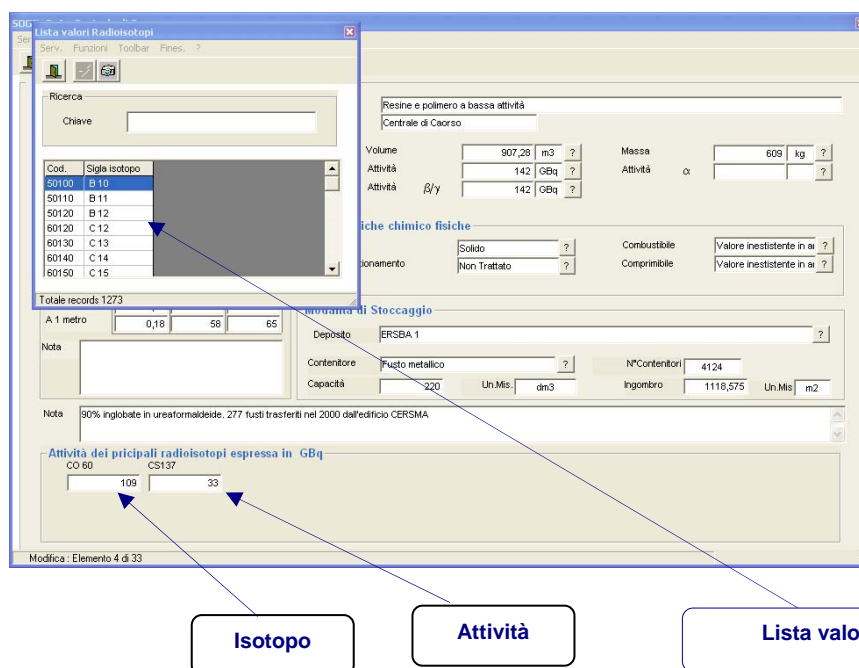 Lista valori Radioisotopi
Serv. Funzioni Toolbar Fines. ?
Ricerca
Chiave
Cod. Sigla isotopo
50100 B 10
50110 B 11
50120 B 12
60120 C 12
60130 C 13
60140 C 14
60150 C 15
Totale records 1273
Resine e polimero a bassa attività
Centrale di Caorso
Volume 907,28 m3 ? Massa 609 kg ?
Attività 142 GBq ? Attività α ?
Attività β/γ 142 GBq ?
iche chimico fisiche
Solido ? Combustibile Valore inestistente in ar ?
ionamento Non Trattato ? Comprimibile Valore inestistente in ar ?
A 1 metro 0,18 58 65
Nota
Modalità di Stoccaggio
Deposito ERSBA 1 ?
Contenitore Fusto metallico ? N°Contenitori 4124
Capacità 220 Un.Mis. dm3 Ingombro 1118,575 Un.Mis m2
Nota 90% inglobate in ureaformaldeide. 277 fusti trasferiti nel 2000 dall'edificio CERSMA
Attività dei pricipali radioisotopi espressa in GBq
CO 60 CS137
109 33
Modifica : Elemento 4 di 33
Isotopo
Attività
Lista valo